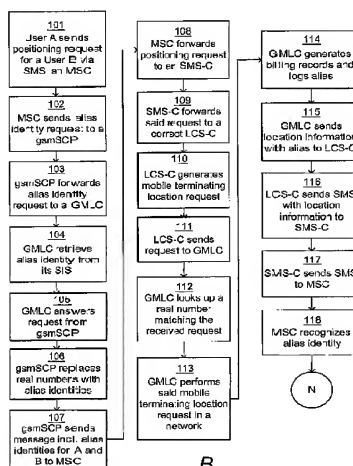 101
User A sends
positioning request
for a User B via
SMS an MSC
102
MSC sends alias
identity request to a
gsmSCP
103
gsmSCP forwards
alias identity
request to a GMLC
104
GMLC retrieve
alias identity from
its SIS
105
GMLC answers
request from
gsmSCP
106
gsmSCP replaces
real numbers with
alias identities
107
gsmSCP sends
message incl. alias
identities for A and
B to MSC
108
MSC forwards
positioning request
to an SMS-C
109
SMS-C forwards
said request to a
correct LCS-C
110
LCS-C generates
mobile terminating
location request
111
LCS-C sends
request to GMLC
112
GMLC looks up a
real number
matching the
received request
113
GMLC performs
said mobile
terminating location
request in a
network
114
GMLC generates
billing records and
logs alias
115
GMLC sends
location information
with alias to LCS-C
116
LCS-C sends SMS
with location
information to
SMS-C
117
SMS-C sends SMS
to MSC
118
MSC recognizes
alias identity
N
B